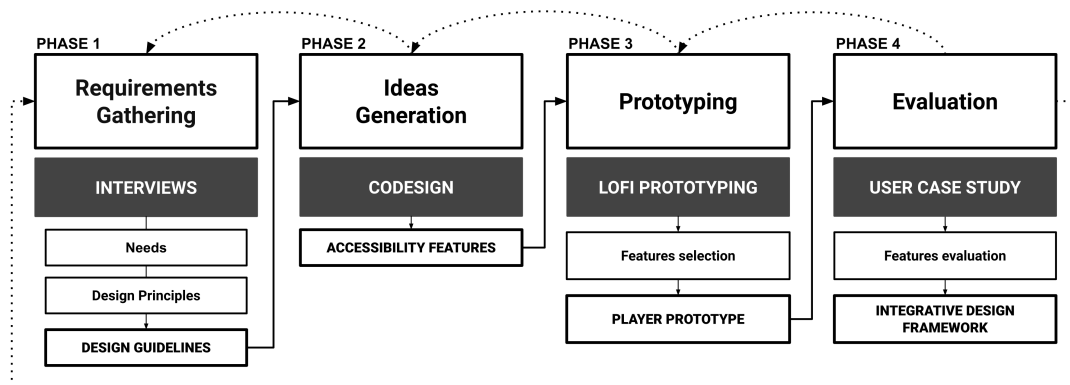 PHASE 1
Requirements
Gathering
INTERVIEWS
Needs
Design Principles
DESIGN GUIDELINES
PHASE 2
Ideas
Generation
CODESIGN
ACCESSIBILITY FEATURES
PHASE 3
Prototyping
LOFI PROTOTYPING
Features selection
PLAYER PROTOTYPE
PHASE 4
Evaluation
USER CASE STUDY
Features evaluation
INTEGRATIVE DESIGN
FRAMEWORK